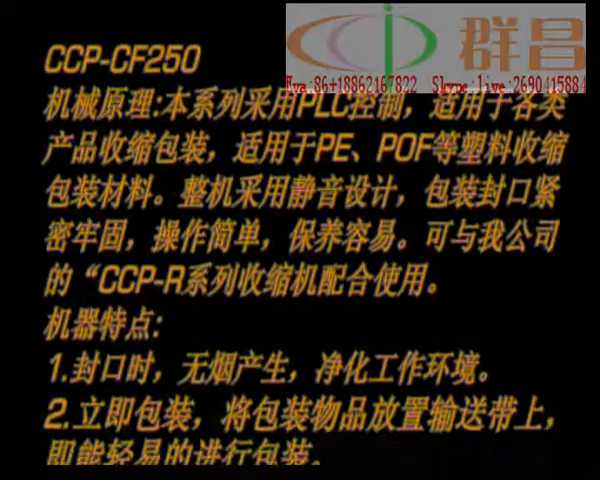 群昌
CCP-CF250
Eva:86+18862167822 Skype:live:2690415884
机械原理:本系列采用PLC控制，适用于各类
产品收缩包装，适用于PE、POF等塑料收缩
包装材料。整机采用静音设计，包装封口紧
密牢固，操作简单，保养容易。可与我公司
的“CCP-R系列收缩机配合使用。
机器特点:
1.封口时，无烟产生，净化工作环境。
2.立即包装，将包装物品放置输送带上，
即能轻易的进行包装。